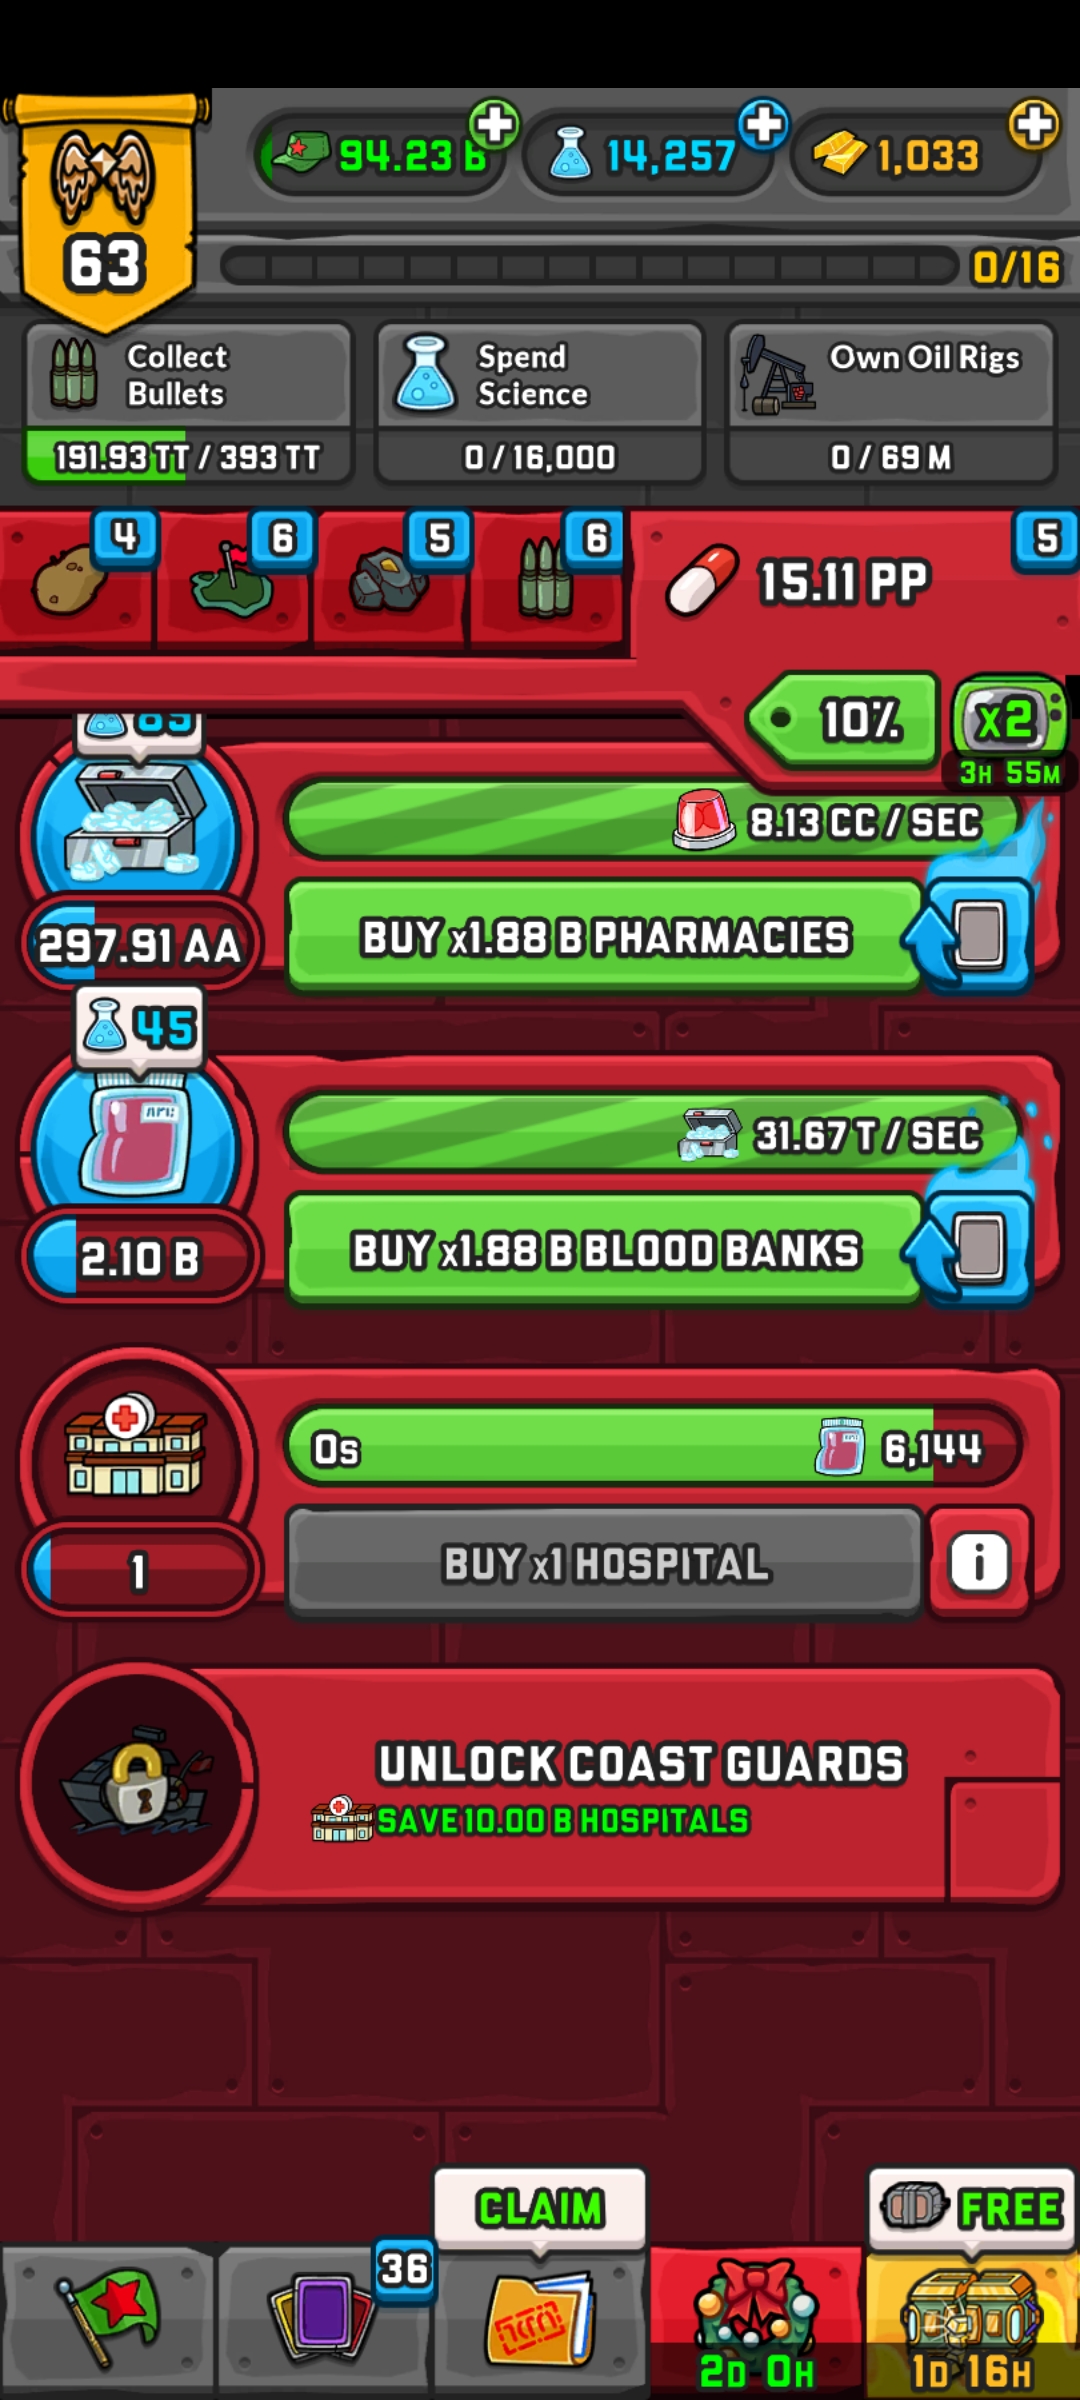 94.23 B
14,257
1,033
63
0/16
Collect
Bullets
Spend
Science
Own Oil Rigs
191.93 TT / 393 TT
0 / 16,000
0 / 69 M
4
6
5
6
5
15.11 PP
10%
x2
3H 55M
8.13 CC / SEC
297.91 AA
BUY x1.88 B PHARMACIES
45
31.67 T / SEC
2.10 B
BUY x1.88 B BLOOD BANKS
0s
6,144
1
BUY x1 HOSPITAL
i
UNLOCK COAST GUARDS
SAVE 10.00 B HOSPITALS
CLAIM
FREE
36
2D 0H
1D 16H